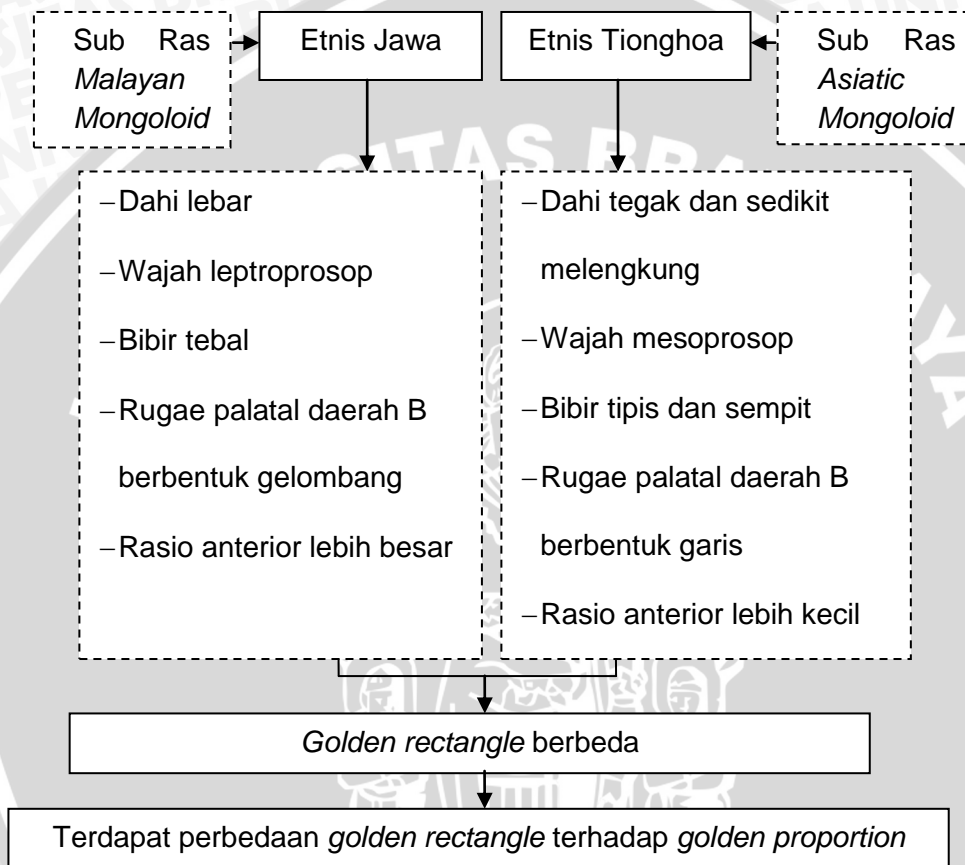 Sub Ras
Malayan
Mongoloid
Etnis Jawa
Etnis Tionghoa
Sub Ras
Asiatic
Mongoloid
–Dahi lebar
–Wajah leptroprosop
–Bibir tebal
–Rugae palatal daerah B
berbentuk gelombang
–Rasio anterior lebih besar
–Dahi tegak dan sedikit
melengkung
–Wajah mesoprosop
–Bibir tipis dan sempit
–Rugae palatal daerah B
berbentuk garis
–Rasio anterior lebih kecil
Golden rectangle berbeda
Terdapat perbedaan golden rectangle terhadap golden proportion